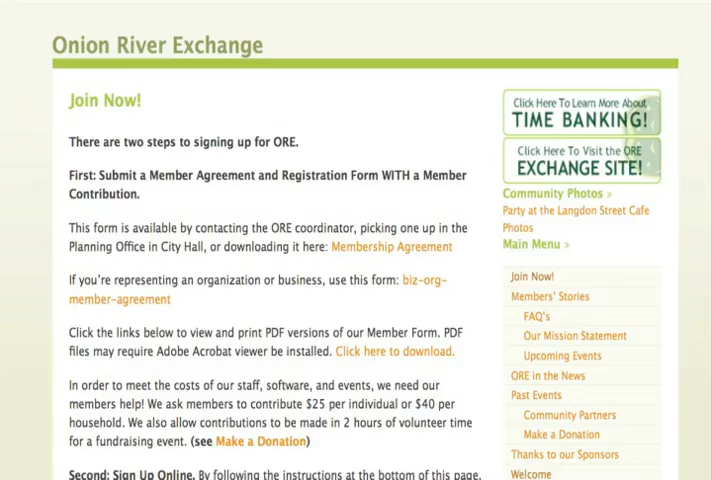 Onion River Exchange
Join Now!
There are two steps to signing up for ORE.
First: Submit a Member Agreement and Registration Form WITH a Member
Contribution.
This form is available by contacting the ORE coordinator, picking one up in the
Planning Office in City Hall, or downloading it here: Membership Agreement
If you're representing an organization or business, use this form: biz-org-
member-agreement
Click the links below to view and print PDF versions of our Member Form. PDF
files may require Adobe Acrobat viewer be installed. Click here to download.
In order to meet the costs of our staff, software, and events, we need our
members help! We ask members to contribute $25 per individual or $40 per
household. We also allow contributions to be made in 2 hours of volunteer time
for a fundraising event. (see Make a Donation)
Second: Sign Up Online. By following the instructions at the bottom of this page,
Click Here To Learn More About
TIME BANKING!
Click Here To Visit the ORE
EXCHANGE SITE!
Community Photos »
Party at the Langdon Street Cafe
Photos
Main Menu »
Join Now!
Members' Stories
FAQ's
Our Mission Statement
Upcoming Events
ORE in the News
Past Events
Community Partners
Make a Donation
Thanks to our Sponsors
Welcome